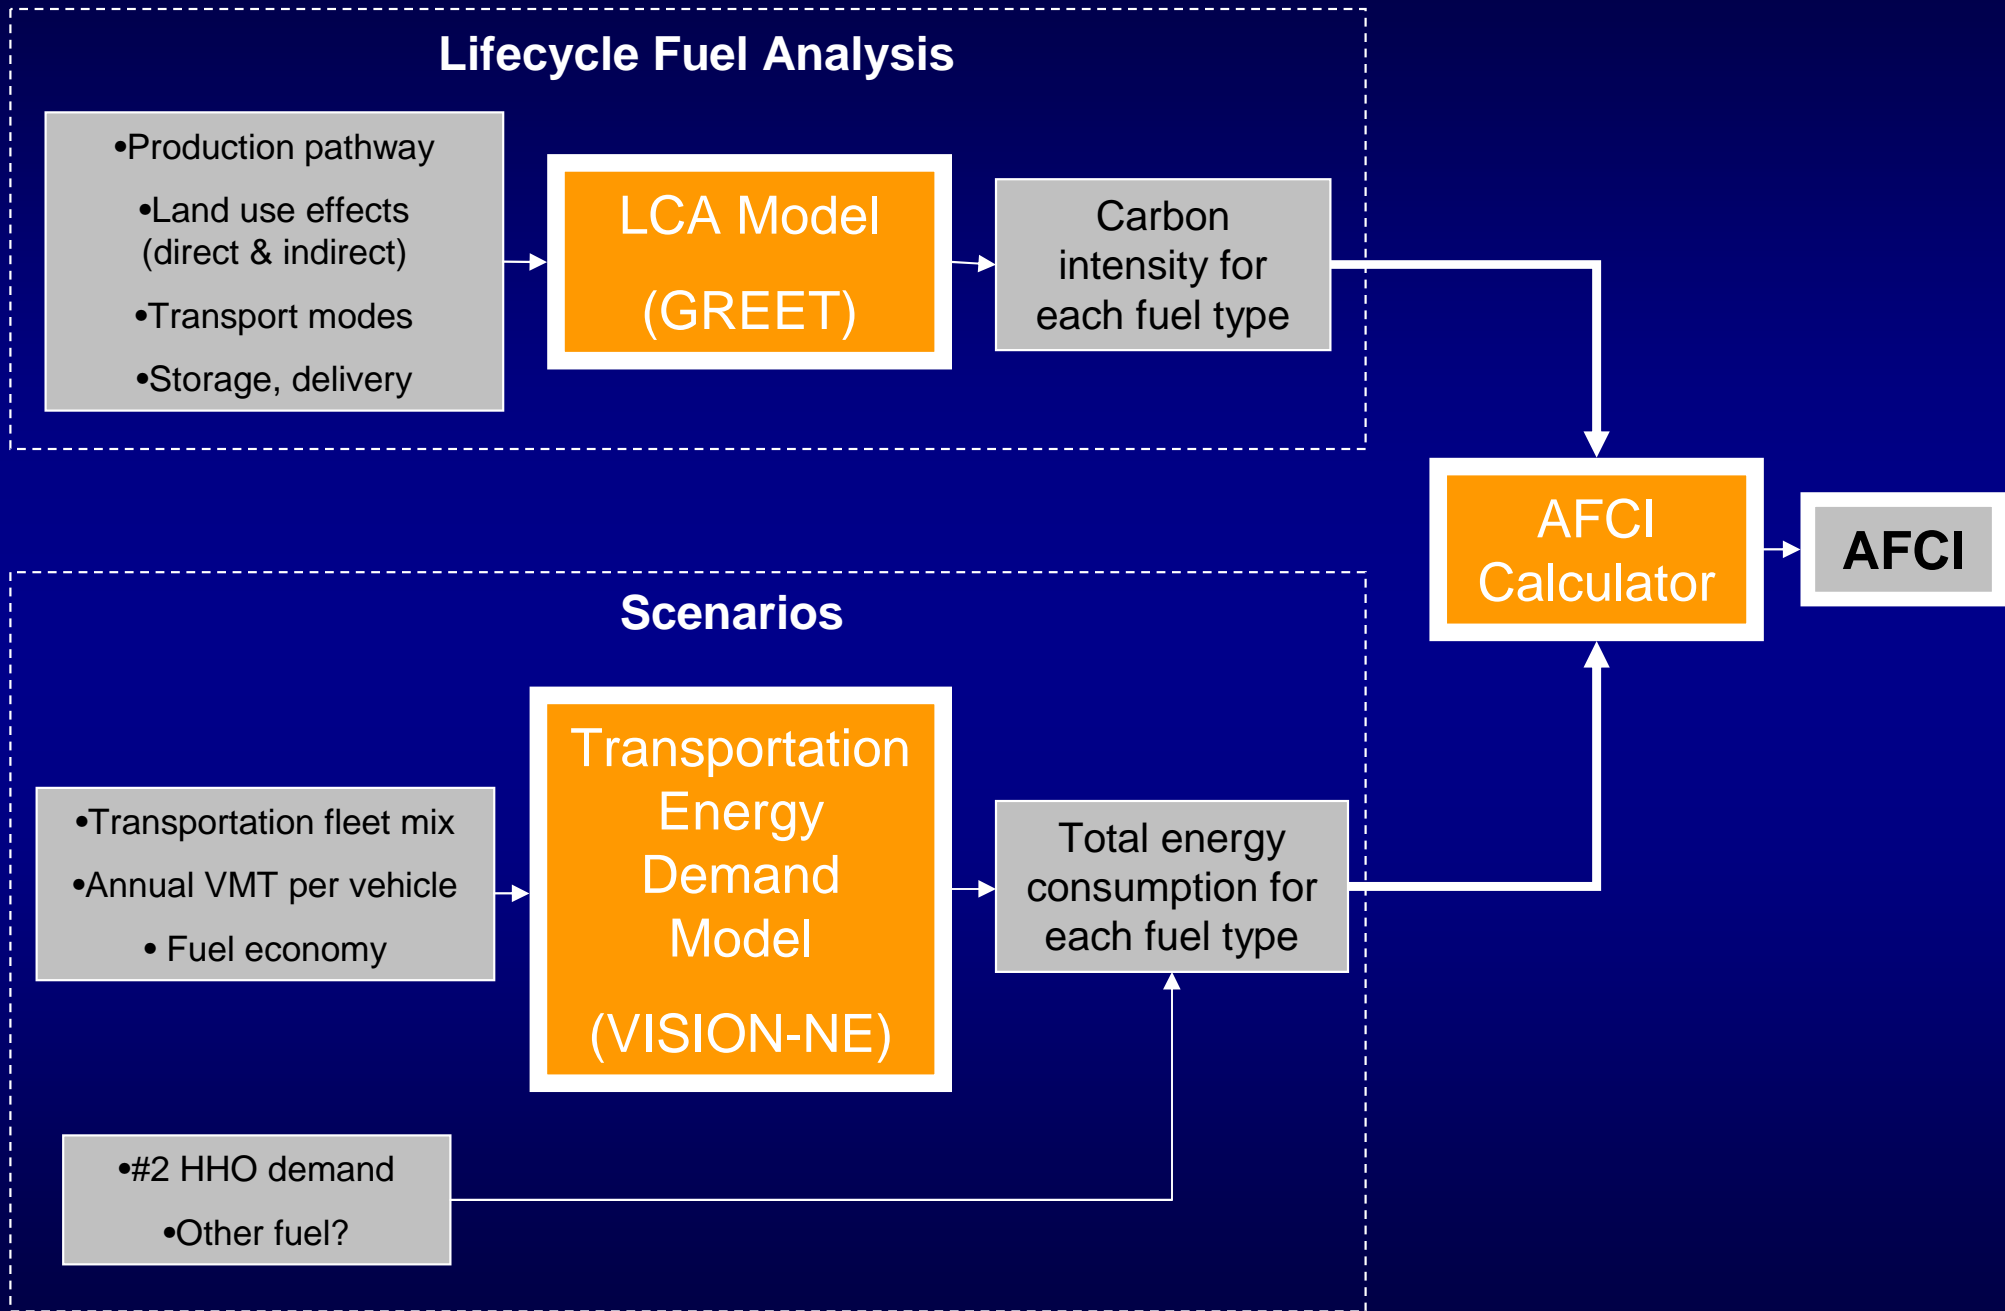 Lifecycle Fuel Analysis
•Production pathway
•Land use effects
(direct & indirect)
•Transport modes
•Storage, delivery
LCA Model
(GREET)
Carbon
intensity for
each fuel type
AFCI
Calculator
AFCI
Scenarios
•Transportation fleet mix
•Annual VMT per vehicle
• Fuel economy
Transportation
Energy
Demand
Model
(VISION-NE)
Total energy
consumption for
each fuel type
•#2 HHO demand
•Other fuel?